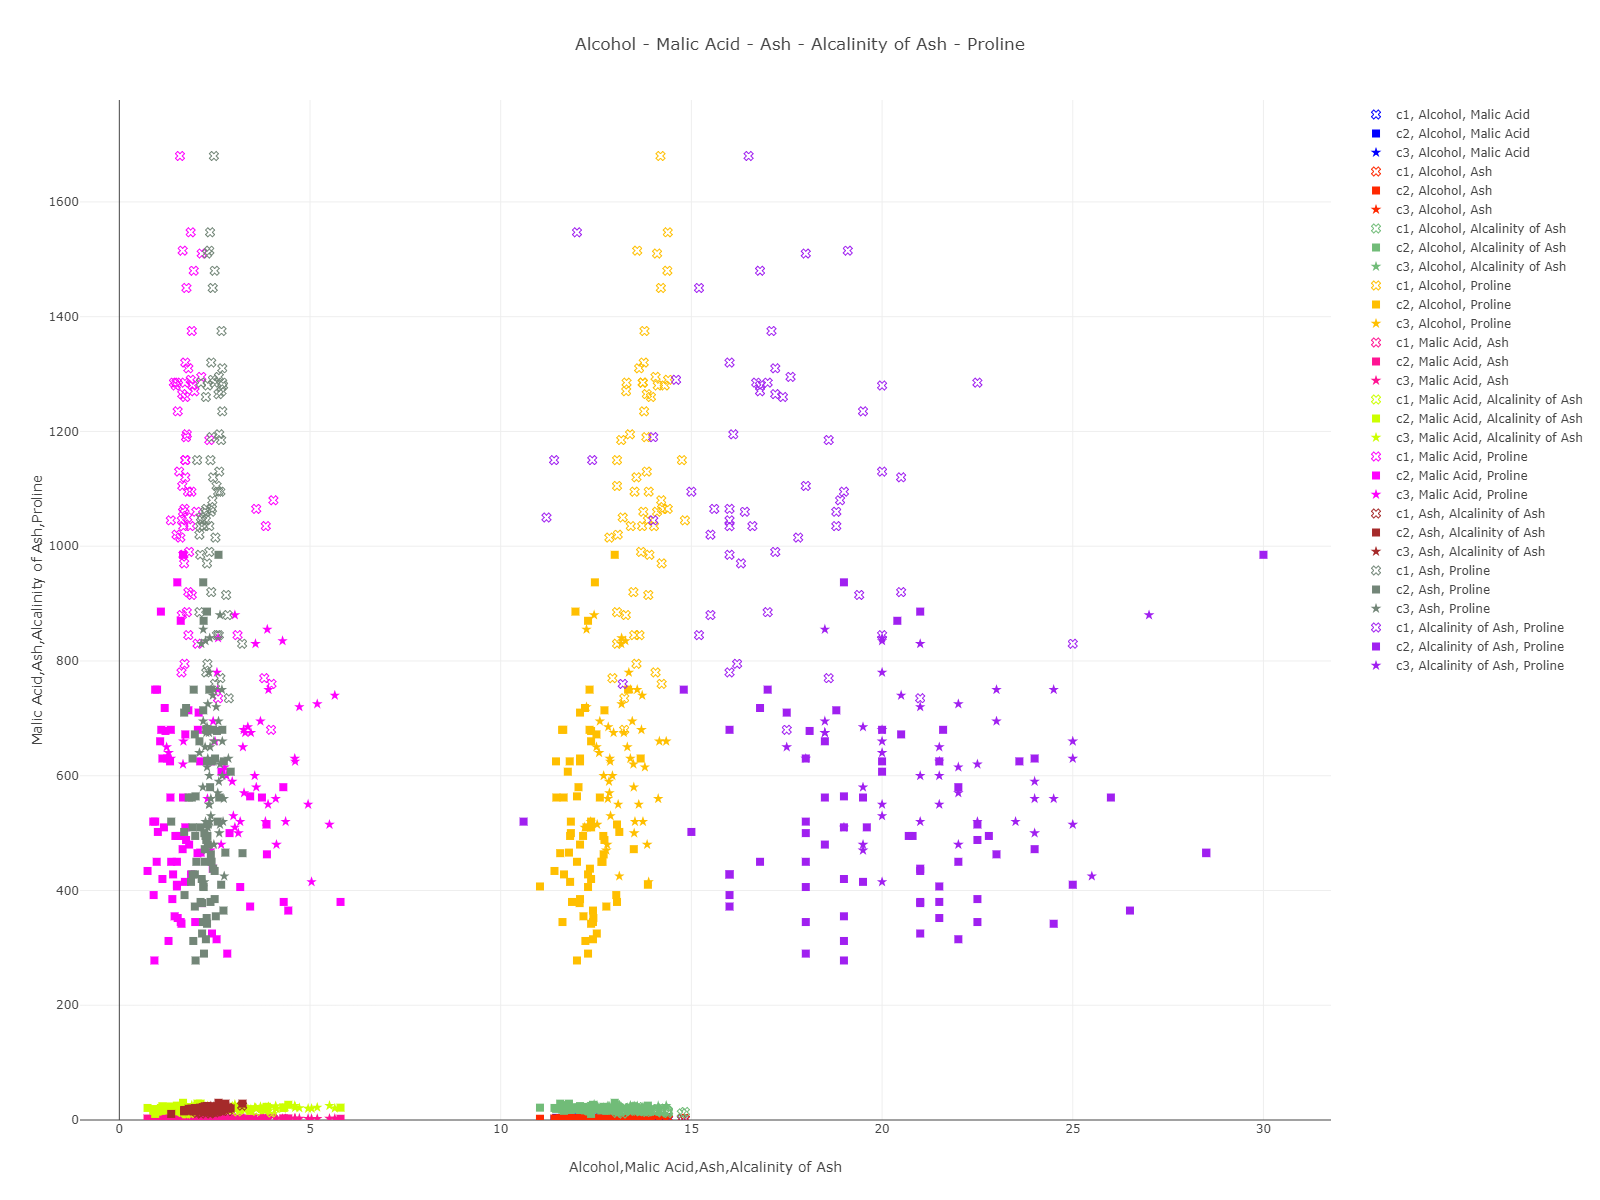 Alcohol - Malic Acid - Ash - Alcalinity of Ash - Proline
Malic Acid,Ash,Alcalinity of Ash,Proline
1600
1400
1200
1000
800
600
400
200
0
0
5
10
15
20
25
30
Alcohol,Malic Acid,Ash,Alcalinity of Ash
c1, Alcohol, Malic Acid
c2, Alcohol, Malic Acid
c3, Alcohol, Malic Acid
c1, Alcohol, Ash
c2, Alcohol, Ash
c3, Alcohol, Ash
c1, Alcohol, Alcalinity of Ash
c2, Alcohol, Alcalinity of Ash
c3, Alcohol, Alcalinity of Ash
c1, Alcohol, Proline
c2, Alcohol, Proline
c3, Alcohol, Proline
c1, Malic Acid, Ash
c2, Malic Acid, Ash
c3, Malic Acid, Ash
c1, Malic Acid, Alcalinity of Ash
c2, Malic Acid, Alcalinity of Ash
c3, Malic Acid, Alcalinity of Ash
c1, Malic Acid, Proline
c2, Malic Acid, Proline
c3, Malic Acid, Proline
c1, Ash, Alcalinity of Ash
c2, Ash, Alcalinity of Ash
c3, Ash, Alcalinity of Ash
c1, Ash, Proline
c2, Ash, Proline
c3, Ash, Proline
c1, Alcalinity of Ash, Proline
c2, Alcalinity of Ash, Proline
c3, Alcalinity of Ash, Proline